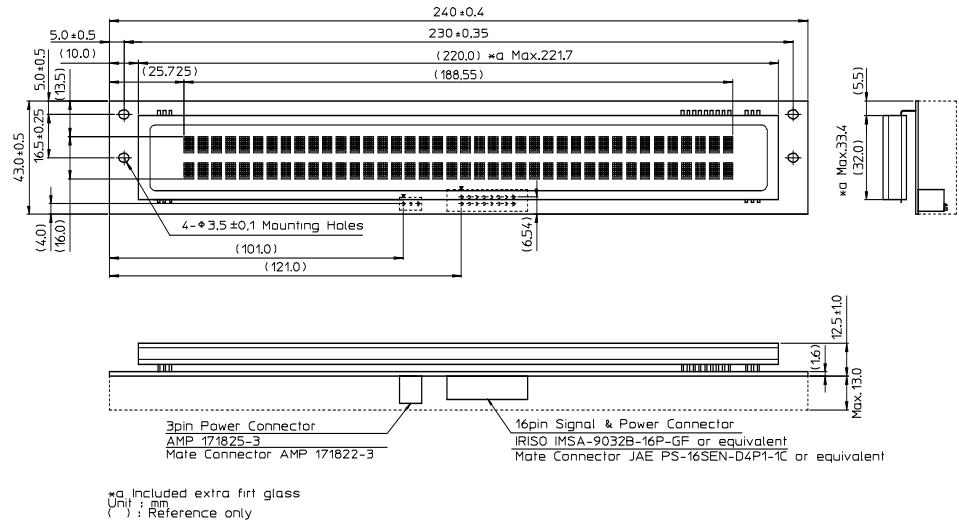 240±0.4
5.0±0.5
230±0.35
(10.0)
(220.0) *a Max.221.7
(25.725)
(188.55)
5.0±0.5
(13.5)
43.0±0.5
16.5±0.25
(4.0)
(16.0)
(5.5)
*a Max.33.4
(32.0)
4-Φ3.5±0.1 Mounting Holes
(6.54)
(101.0)
(121.0)
12.5±1.0
(1.6)
Max.13.0
3pin Power Connector
AMP 171825-3
Mate Connector AMP 171822-3
16pin Signal & Power Connector
IRISO IMSA-9032B-16P-GF or equivalent
Mate Connector JAE PS-16SEN-D4P1-1C or equivalent
*a Included extra firt glass
Unit : mm
( ) : Reference only